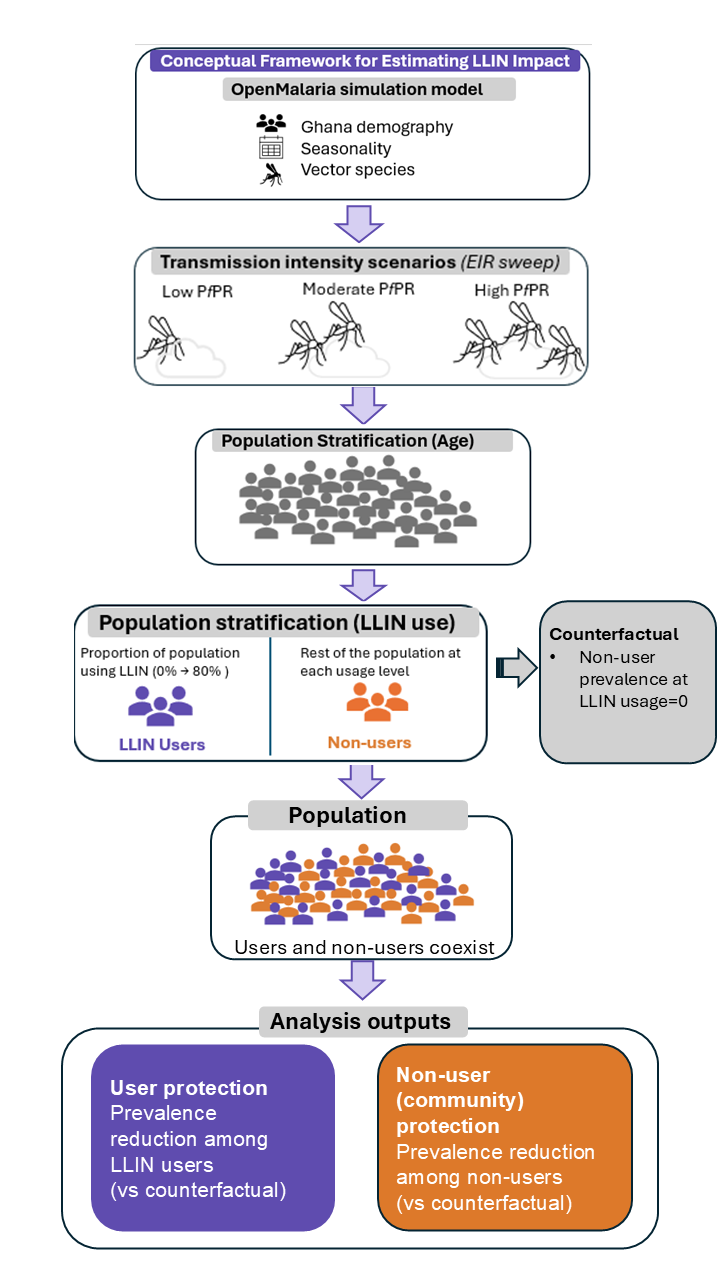 Conceptual Framework for Estimating LLIN Impact
OpenMalaria simulation model
Ghana demography
Seasonality
Vector species
Transmission intensity scenarios (EIR sweep)
Low PfPR
Moderate PfPR
High PfPR
Population Stratification (Age)
Population stratification (LLIN use)
Proportion of population
using LLIN (0% → 80% )
LLIN Users
Rest of the population at
each usage level
Non-users
Counterfactual
• Non-user
prevalence at
LLIN usage=0
Population
Users and non-users coexist
Analysis outputs
User protection
Prevalence
reduction among
LLIN users
(vs counterfactual)
Non-user
(community)
protection
Prevalence reduction
among non-users
(vs counterfactual)